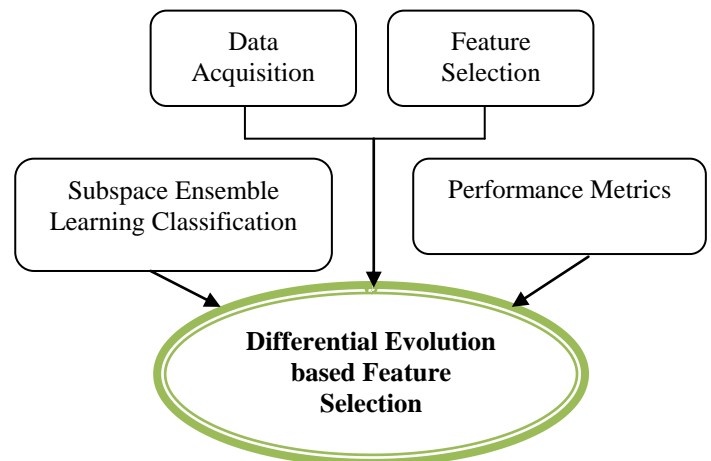 Data
Acquisition
Feature
Selection
Subspace Ensemble
Learning Classification
Performance Metrics
Differential Evolution
based Feature
Selection